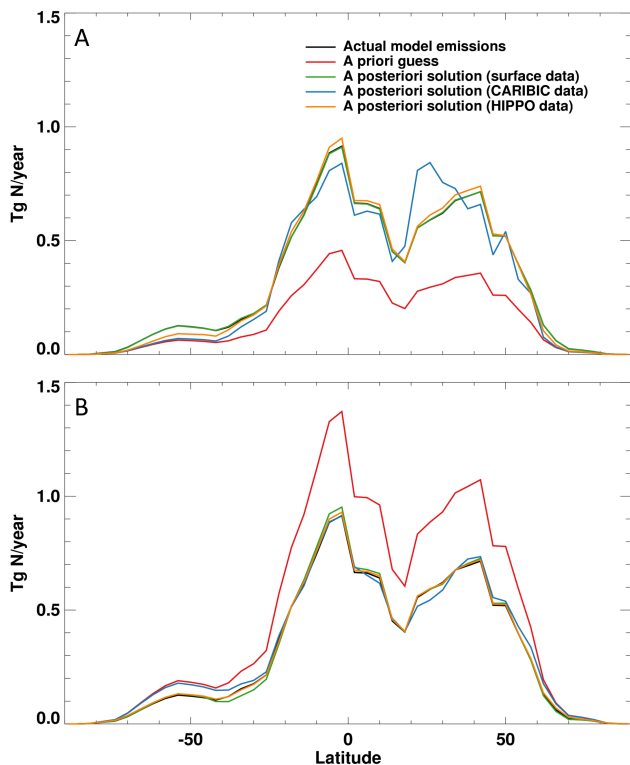 A
1.5
Actual model emissions
A priori guess
A posteriori solution (surface data)
A posteriori solution (CARIBIC data)
A posteriori solution (HIPPO data)
1.0
Tg N/year
0.5
0.0
B
1.5
1.0
Tg N/year
0.5
0.0
-50 0 50
Latitude